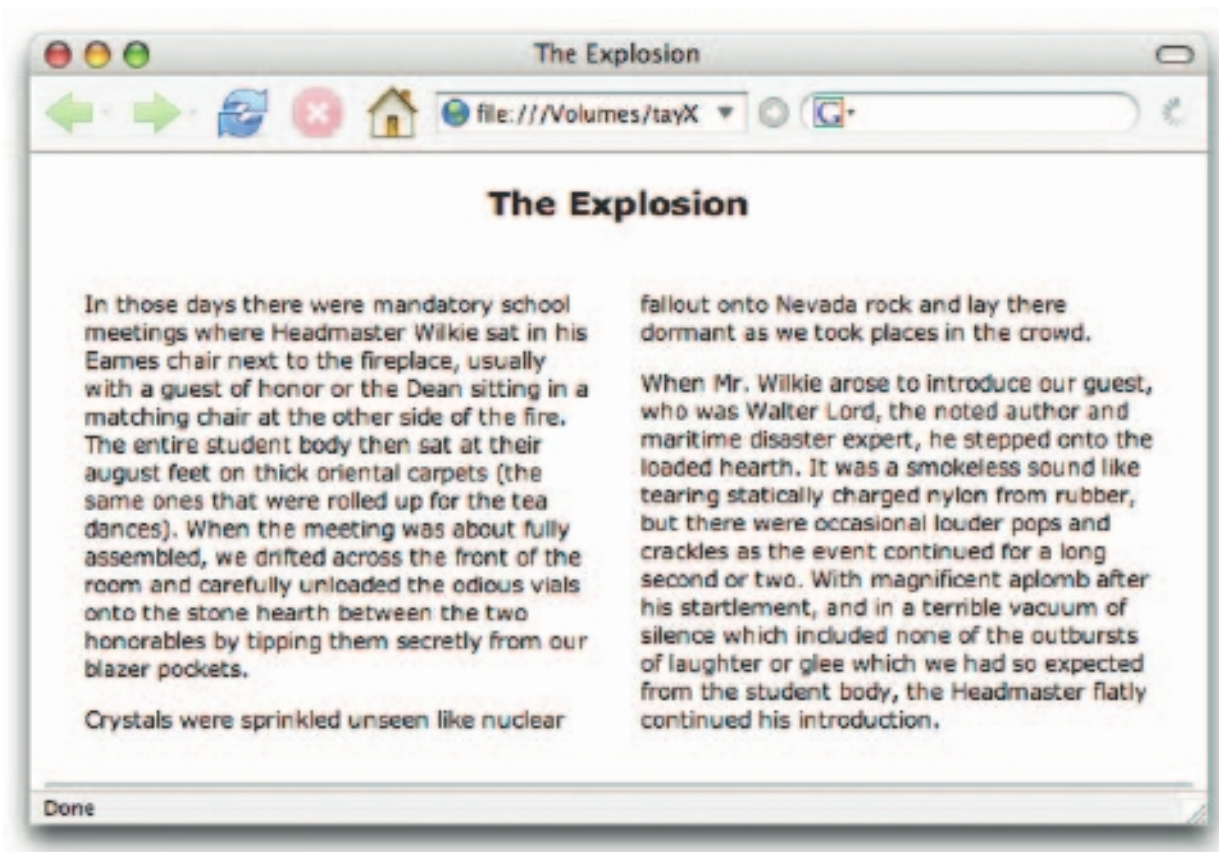 The Explosion
file:///Volumes/tayX
G
The Explosion
In those days there were mandatory school
meetings where Headmaster Wilkie sat in his
Eames chair next to the fireplace, usually
with a guest of honor or the Dean sitting in a
matching chair at the other side of the fire.
The entire student body then sat at their
august feet on thick oriental carpets (the
same ones that were rolled up for the tea
dances). When the meeting was about fully
assembled, we drifted across the front of the
room and carefully unloaded the odious vials
onto the stone hearth between the two
honorables by tipping them secretly from our
blazer pockets.
Crystals were sprinkled unseen like nuclear
fallout onto Nevada rock and lay there
dormant as we took places in the crowd.
When Mr. Wilkie arose to introduce our guest,
who was Walter Lord, the noted author and
maritime disaster expert, he stepped onto the
loaded hearth. It was a smokeless sound like
tearing statically charged nylon from rubber,
but there were occasional louder pops and
crackles as the event continued for a long
second or two. With magnificent aplomb after
his startlement, and in a terrible vacuum of
silence which included none of the outbursts
of laughter or glee which we had so expected
from the student body, the Headmaster flatly
continued his introduction.
Done